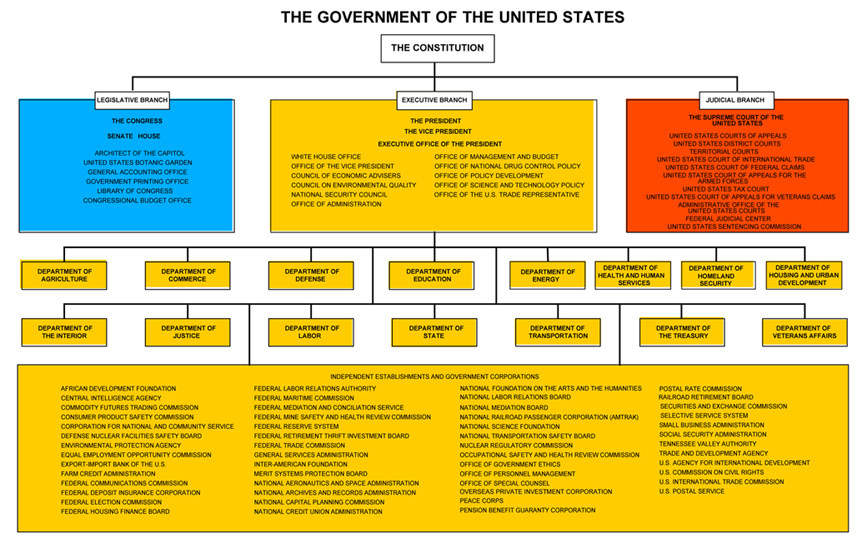 THE GOVERNMENT OF THE UNITED STATES
THE CONSTITUTION
LEGISLATIVE BRANCH
THE CONGRESS
SENATE HOUSE
ARCHITECT OF THE CAPITOL
UNITED STATES BOTANIC GARDEN
GENERAL ACCOUNTING OFFICE
GOVERNMENT PRINTING OFFICE
LIBRARY OF CONGRESS
CONGRESSIONAL BUDGET OFFICE
EXECUTIVE BRANCH
THE PRESIDENT
THE VICE PRESIDENT
EXECUTIVE OFFICE OF THE PRESIDENT
WHITE HOUSE OFFICE
OFFICE OF THE VICE PRESIDENT
COUNCIL OF ECONOMIC ADVISERS
COUNCIL ON ENVIRONMENTAL QUALITY
NATIONAL SECURITY COUNCIL
OFFICE OF ADMINISTRATION
OFFICE OF MANAGEMENT AND BUDGET
OFFICE OF NATIONAL DRUG CONTROL POLICY
OFFICE OF POLICY DEVELOPMENT
OFFICE OF SCIENCE AND TECHNOLOGY POLICY
OFFICE OF THE U.S. TRADE REPRESENTATIVE
JUDICIAL BRANCH
THE SUPREME COURT OF THE
UNITED STATES
UNITED STATES COURTS OF APPEALS
UNITED STATES DISTRICT COURTS
TERRITORIAL COURTS
UNITED STATES COURT OF INTERNATIONAL TRADE
UNITED STATES COURT OF FEDERAL CLAIMS
UNITED STATES COURT OF APPEALS FOR THE
ARMED FORCES
UNITED STATES TAX COURT
UNITED STATES COURT OF APPEALS FOR VETERANS CLAIMS
ADMINISTRATIVE OFFICE OF THE
UNITED STATES COURTS
FEDERAL JUDICIAL CENTER
UNITED STATES SENTENCING COMMISSION
DEPARTMENT OF
AGRICULTURE
DEPARTMENT OF
COMMERCE
DEPARTMENT OF
DEFENSE
DEPARTMENT OF
EDUCATION
DEPARTMENT OF
ENERGY
DEPARTMENT OF
HEALTH AND HUMAN
SERVICES
DEPARTMENT OF
HOMELAND
SECURITY
DEPARTMENT OF
HOUSING AND URBAN
DEVELOPMENT
DEPARTMENT OF
THE INTERIOR
DEPARTMENT OF
JUSTICE
DEPARTMENT OF
LABOR
DEPARTMENT OF
STATE
DEPARTMENT OF
TRANSPORTATION
DEPARTMENT OF
THE TREASURY
DEPARTMENT OF
VETERANS AFFAIRS
INDEPENDENT ESTABLISHMENTS AND GOVERNMENT CORPORATIONS
AFRICAN DEVELOPMENT FOUNDATION
CENTRAL INTELLIGENCE AGENCY
COMMODITY FUTURES TRADING COMMISSION
CONSUMER PRODUCT SAFETY COMMISSION
CORPORATION FOR NATIONAL AND COMMUNITY SERVICE
DEFENSE NUCLEAR FACILITIES SAFETY BOARD
ENVIRONMENTAL PROTECTION AGENCY
EQUAL EMPLOYMENT OPPORTUNITY COMMISSION
EXPORT-IMPORT BANK OF THE U.S.
FARM CREDIT ADMINISTRATION
FEDERAL COMMUNICATIONS COMMISSION
FEDERAL DEPOSIT INSURANCE CORPORATION
FEDERAL ELECTION COMMISSION
FEDERAL HOUSING FINANCE BOARD
FEDERAL LABOR RELATIONS AUTHORITY
FEDERAL MARITIME COMMISSION
FEDERAL MEDIATION AND CONCILIATION SERVICE
FEDERAL MINE SAFETY AND HEALTH REVIEW COMMISSION
FEDERAL RESERVE SYSTEM
FEDERAL RETIREMENT THRIFT INVESTMENT BOARD
FEDERAL TRADE COMMISSION
GENERAL SERVICES ADMINISTRATION
INTER-AMERICAN FOUNDATION
MERIT SYSTEMS PROTECTION BOARD
NATIONAL AERONAUTICS AND SPACE ADMINISTRATION
NATIONAL ARCHIVES AND RECORDS ADMINISTRATION
NATIONAL CAPITAL PLANNING COMMISSION
NATIONAL CREDIT UNION ADMINISTRATION
NATIONAL FOUNDATION ON THE ARTS AND THE HUMANITIES
NATIONAL LABOR RELATIONS BOARD
NATIONAL MEDIATION BOARD
NATIONAL RAILROAD PASSENGER CORPORATION (AMTRAK)
NATIONAL SCIENCE FOUNDATION
NATIONAL TRANSPORTATION SAFETY BOARD
NUCLEAR REGULATORY COMMISSION
OCCUPATIONAL SAFETY AND HEALTH REVIEW COMMISSION
OFFICE OF GOVERNMENT ETHICS
OFFICE OF PERSONNEL MANAGEMENT
OFFICE OF SPECIAL COUNSEL
OVERSEAS PRIVATE INVESTMENT CORPORATION
PEACE CORPS
PENSION BENEFIT GUARANTY CORPORATION
POSTAL RATE COMMISSION
RAILROAD RETIREMENT BOARD
SECURITIES AND EXCHANGE COMMISSION
SELECTIVE SERVICE SYSTEM
SMALL BUSINESS ADMINISTRATION
SOCIAL SECURITY ADMINISTRATION
TENNESSEE VALLEY AUTHORITY
TRADE AND DEVELOPMENT AGENCY
U.S. AGENCY FOR INTERNATIONAL DEVELOPMENT
U.S. COMMISSION ON CIVIL RIGHTS
U.S. INTERNATIONAL TRADE COMMISSION
U.S. POSTAL SERVICE